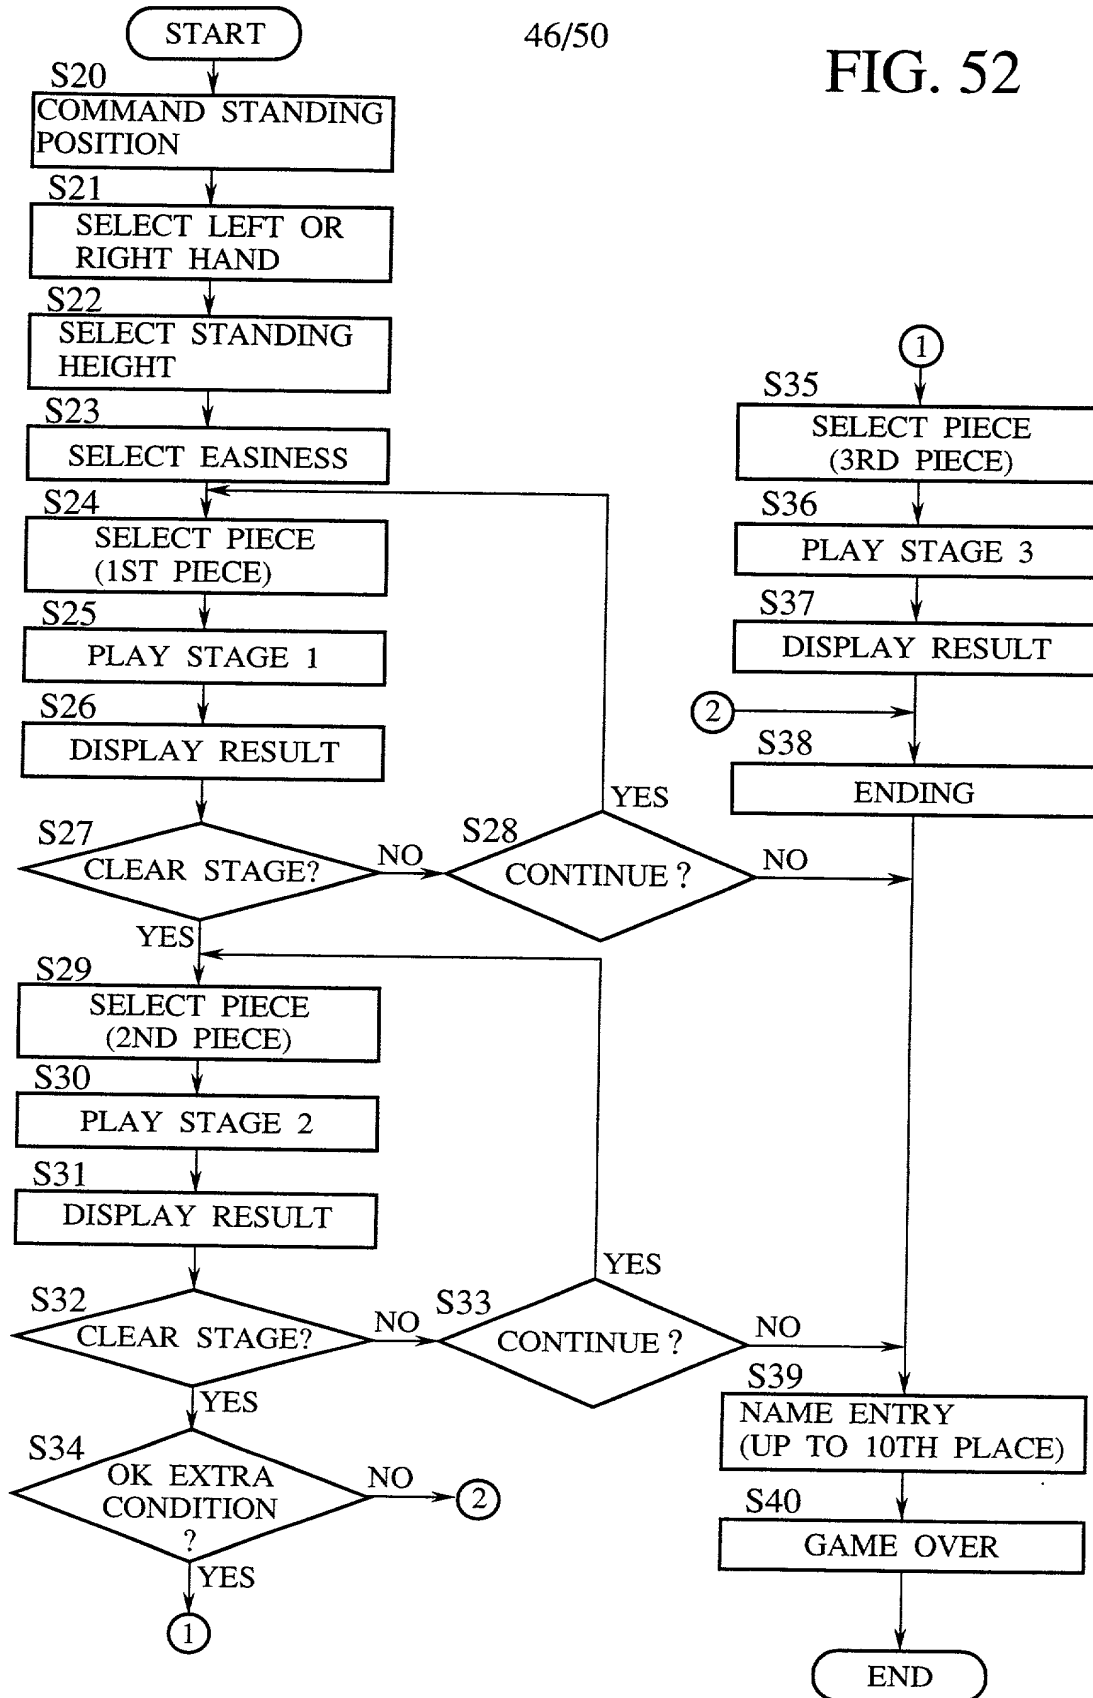 46/50
FIG. 52
START
S20
COMMAND STANDING
POSITION
S21
SELECT LEFT OR
RIGHT HAND
S22
SELECT STANDING
HEIGHT
S23
SELECT EASINESS
S24
SELECT PIECE
(1ST PIECE)
S25
PLAY STAGE 1
S26
DISPLAY RESULT
S27
CLEAR STAGE?
NO
YES
S28
CONTINUE ?
YES
NO
S29
SELECT PIECE
(2ND PIECE)
S30
PLAY STAGE 2
S31
DISPLAY RESULT
S32
CLEAR STAGE?
NO
YES
S33
CONTINUE ?
YES
NO
S34
OK EXTRA
CONDITION
?
NO
2
YES
1
1
S35
SELECT PIECE
(3RD PIECE)
S36
PLAY STAGE 3
S37
DISPLAY RESULT
2
S38
ENDING
S39
NAME ENTRY
(UP TO 10TH PLACE)
S40
GAME OVER
END